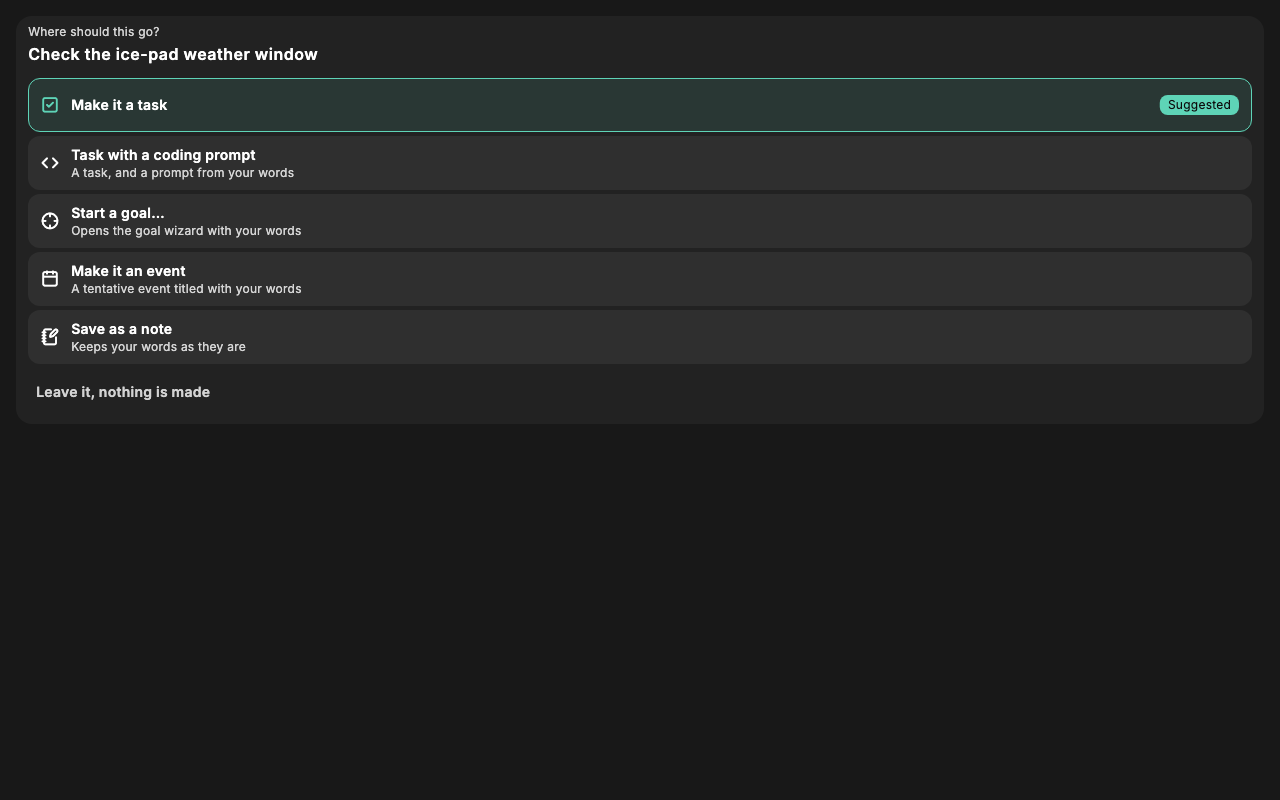 Where should this go?
Check the ice-pad weather window
Make it a task
Suggested
Task with a coding prompt
A task, and a prompt from your words
Start a goal...
Opens the goal wizard with your words
Make it an event
A tentative event titled with your words
Save as a note
Keeps your words as they are
Leave it, nothing is made